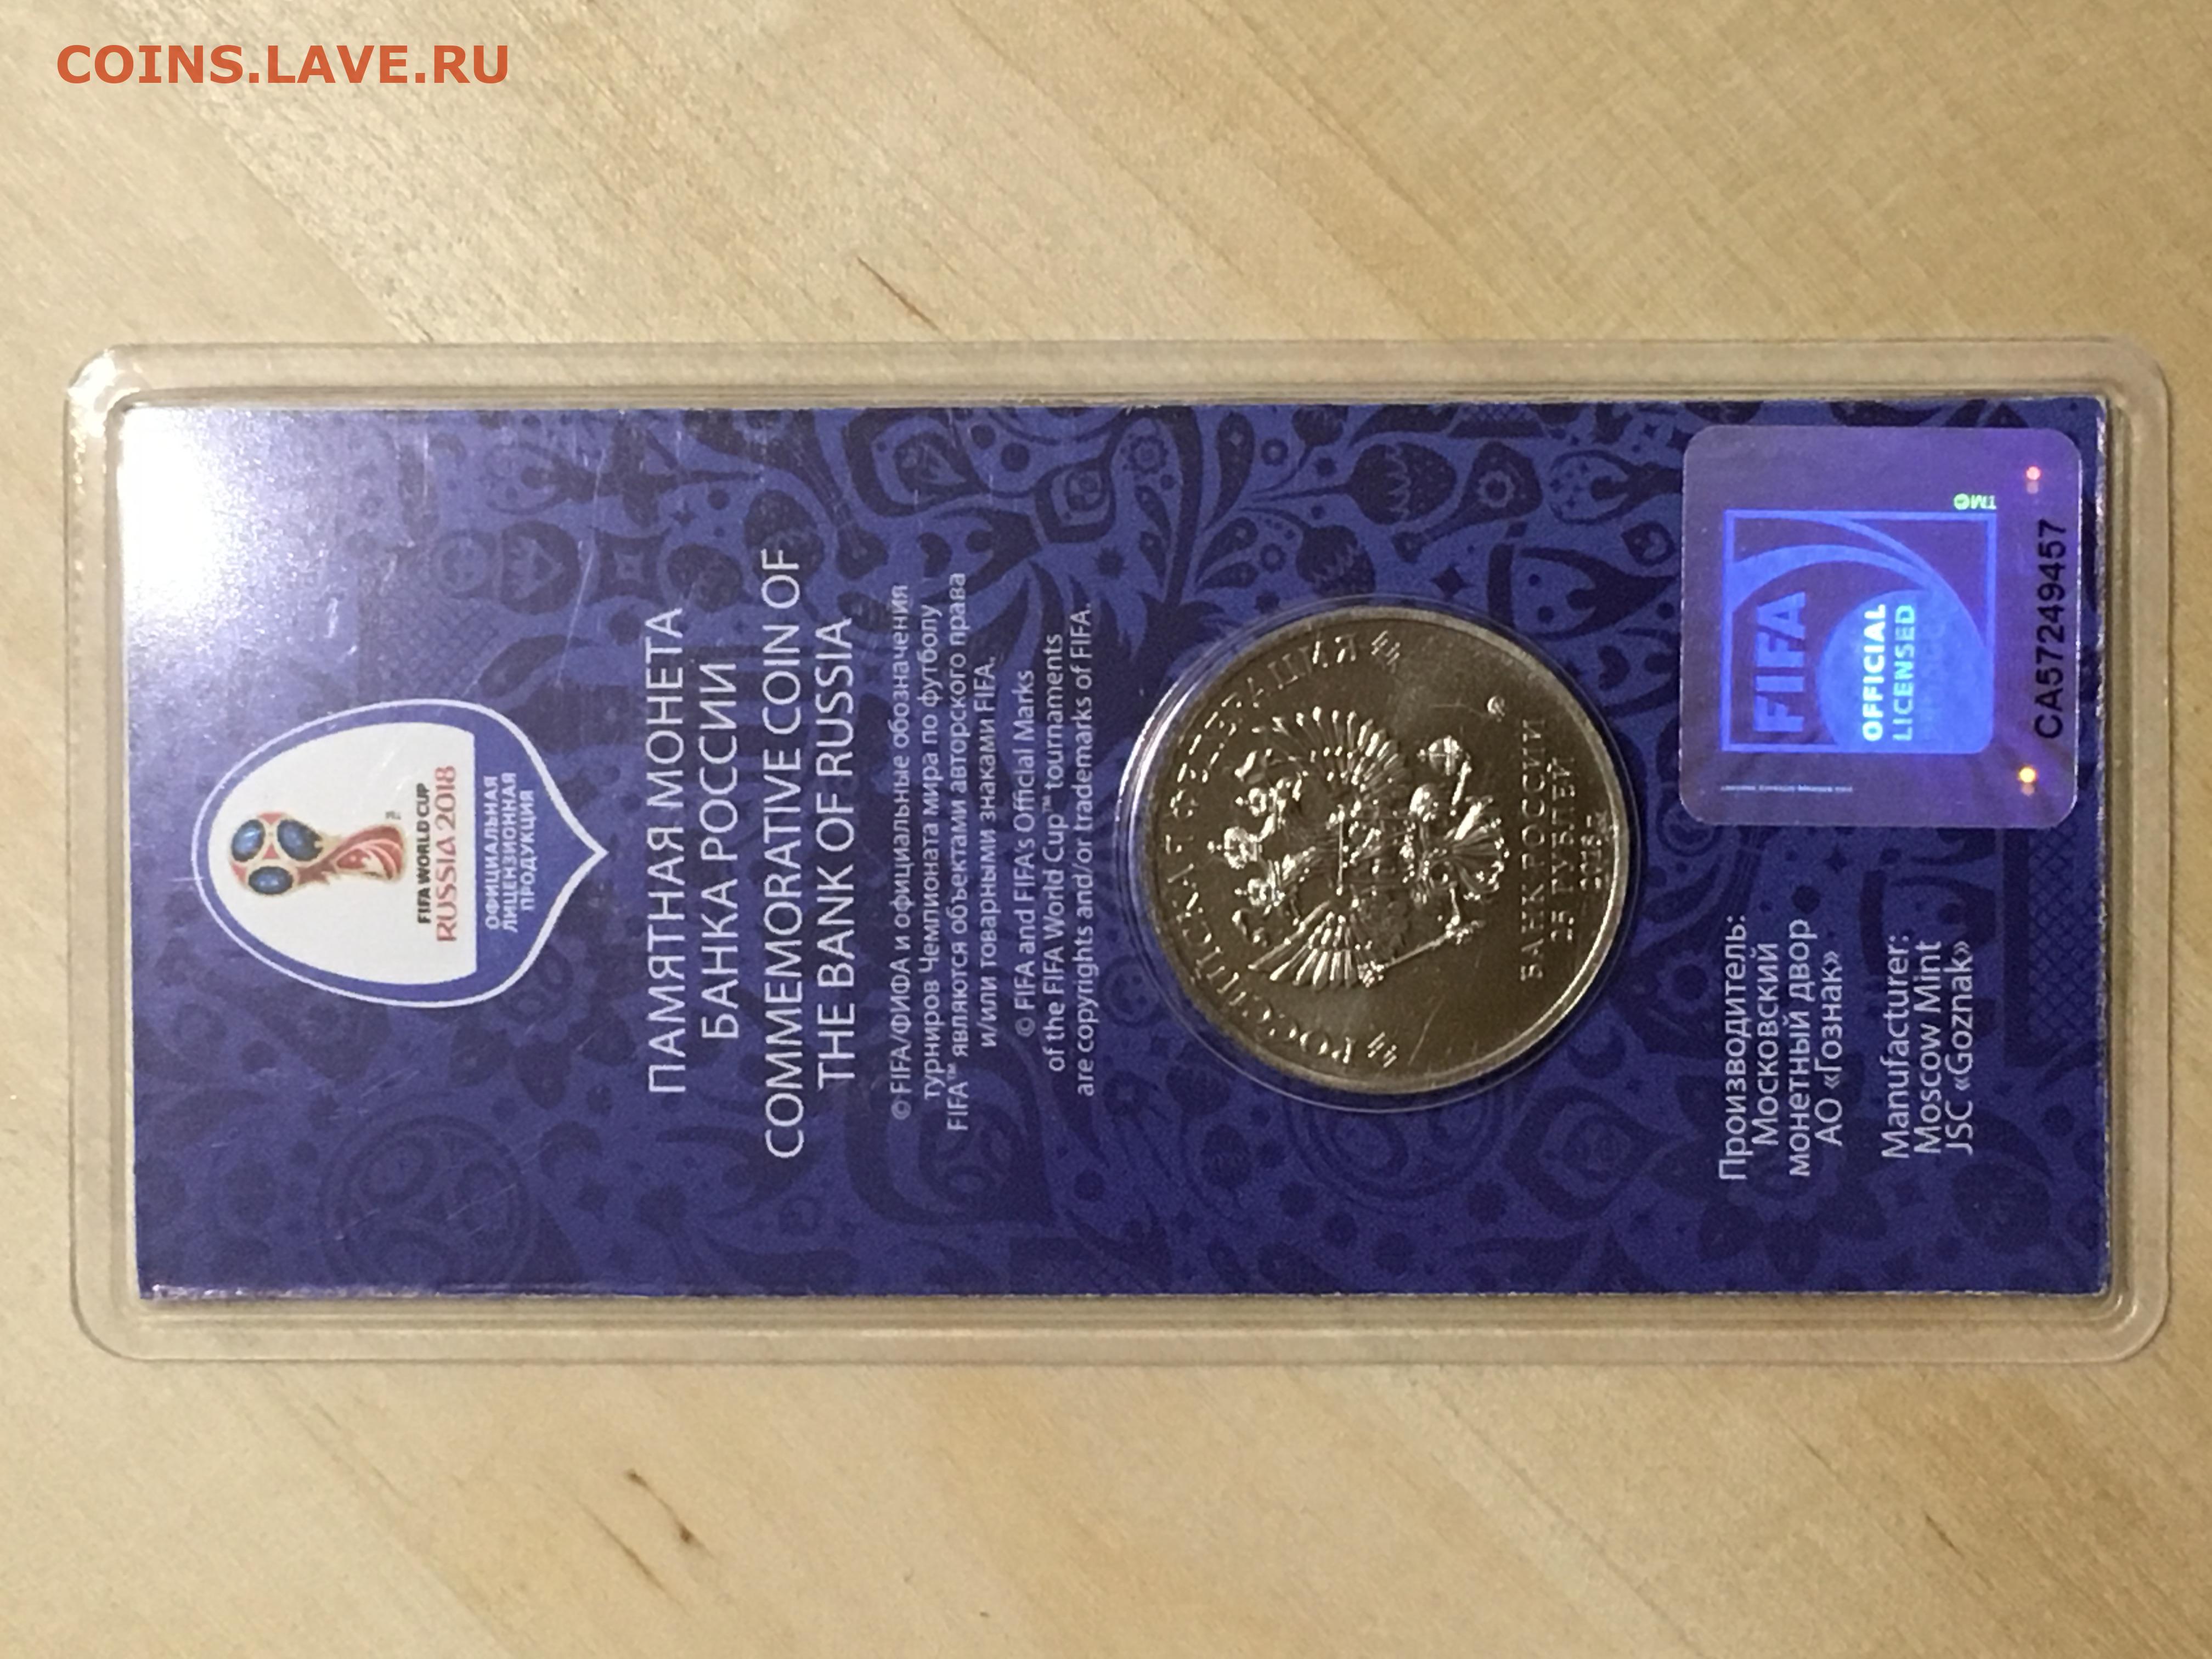 COINS.LAVE.RU
FIFA WORLD CUP
RUSSIA 2018
ОФИЦИАЛЬНАЯ
ЛИЦЕНЗИОННАЯ
ПРОДУКЦИЯ
ПАМЯТНАЯ МОНЕТА
БАНКА РОССИИ
COMMEMORATIVE COIN OF
THE BANK OF RUSSIA
© FIFA/ФИФА и официальные обозначения
турниров Чемпионата мира по футболу
FIFA™ являются объектами авторского права
и/или товарными знаками FIFA.
© FIFA and FIFA's Official Marks
of the FIFA World Cup™ tournaments
are copyrights and/or trademarks of FIFA.
РОССИЙСКАЯ ФЕДЕРАЦИЯ
БАНК РОССИИ
25 РУБЛЕЙ
2018 г.
Производитель:
Московский
монетный двор
АО «Гознак»
Manufacturer:
Moscow Mint
JSC «Goznak»
FIFA
OFFICIAL
LICENSED
©™
CA57249457